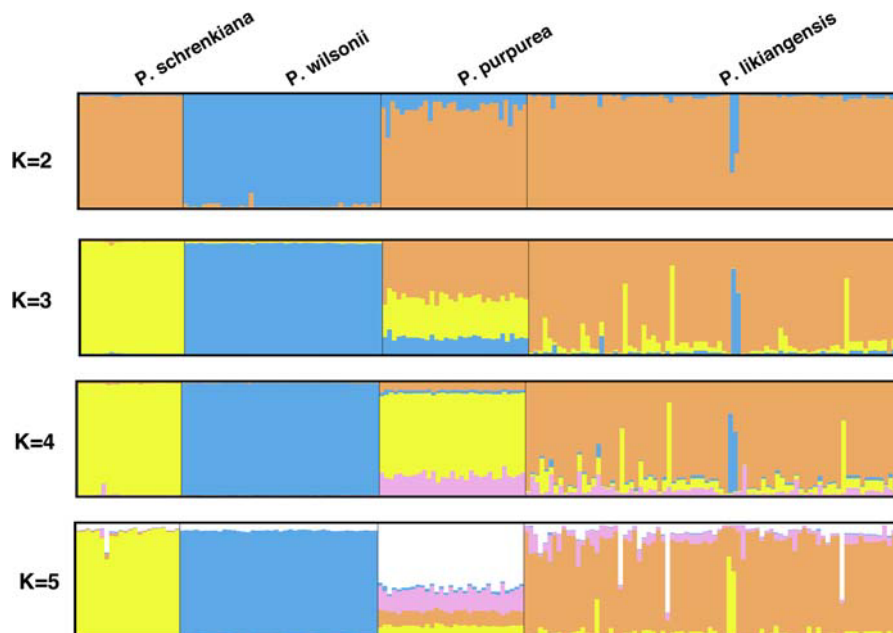 P. schrenkiana
P. wilsonii
P. purpurea
P. likiangensis
K=2
K=3
K=4
K=5